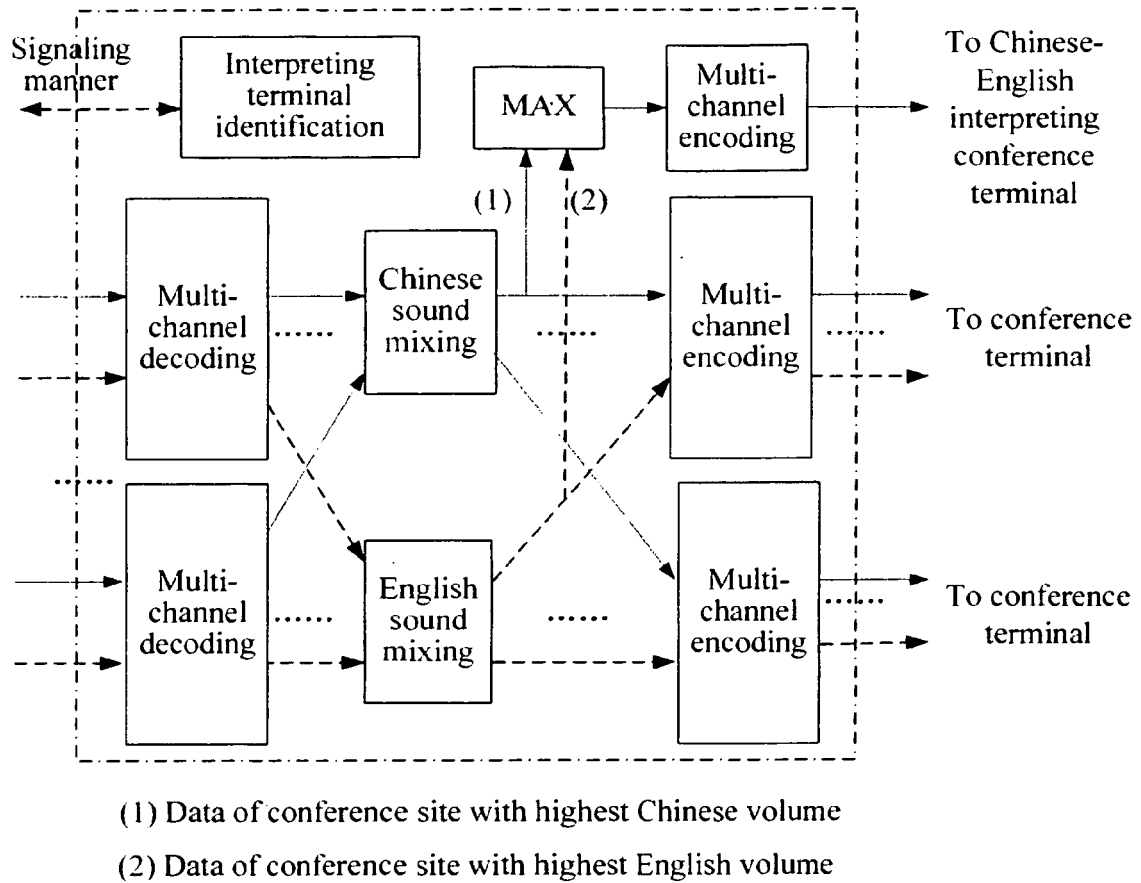 Signaling
manner
Interpreting
terminal
identification
MAX
Multi-
channel
encoding
To Chinese-
English
interpreting
conference
terminal
(1)
(2)
Multi-
channel
decoding
......
Chinese
sound
mixing
......
Multi-
channel
encoding
......
To conference
terminal
......
Multi-
channel
decoding
......
English
sound
mixing
......
Multi-
channel
encoding
......
To conference
terminal
(1) Data of conference site with highest Chinese volume
(2) Data of conference site with highest English volume